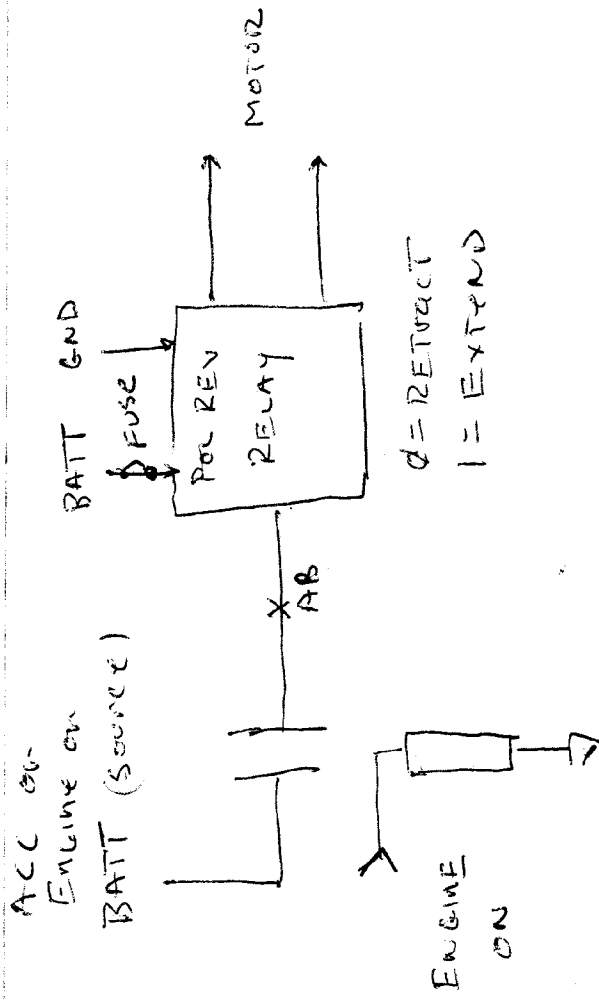 ACC or
Engine on
BATT (Source)
ENGINE
ON
AB
BATT
GND
FUSE
POL REV
RELAY
MOTOR
0 = RETRACT
1 = EXTEND